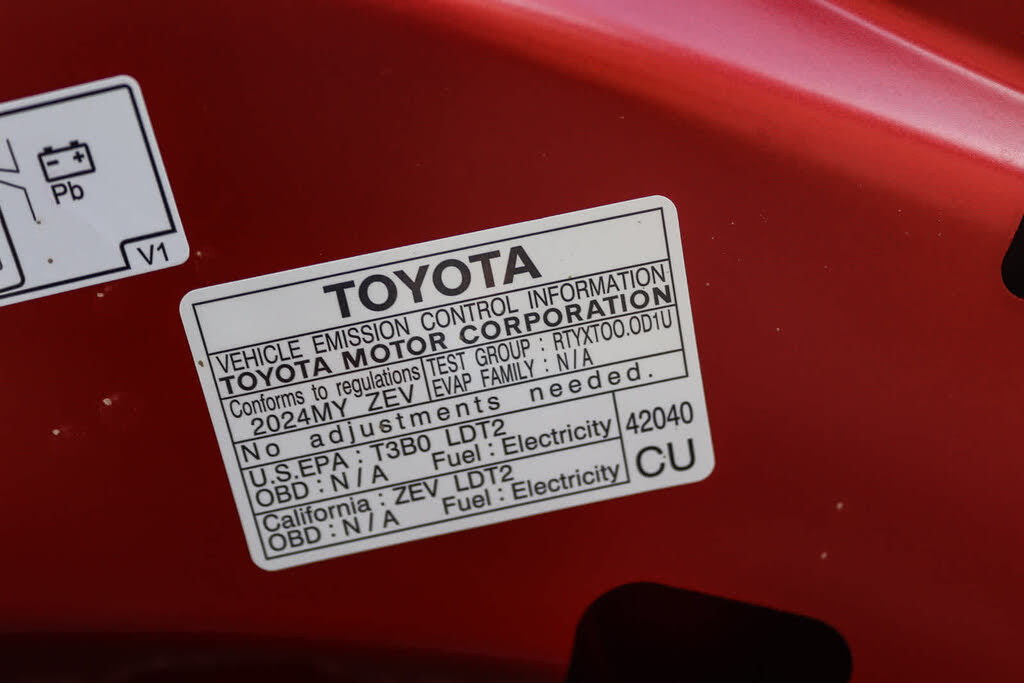 Pb
V1
TOYOTA
VEHICLE EMISSION CONTROL INFORMATION
TOYOTA MOTOR CORPORATION
Conforms to regulations
2024MY ZEV
TEST GROUP : RTYXT00.0D1U
EVAP FAMILY : N/A
No adjustments needed.
U.S.EPA : T3B0 LDT2
OBD : N/A Fuel : Electricity
California : ZEV LDT2
OBD : N/A Fuel : Electricity
42040
CU